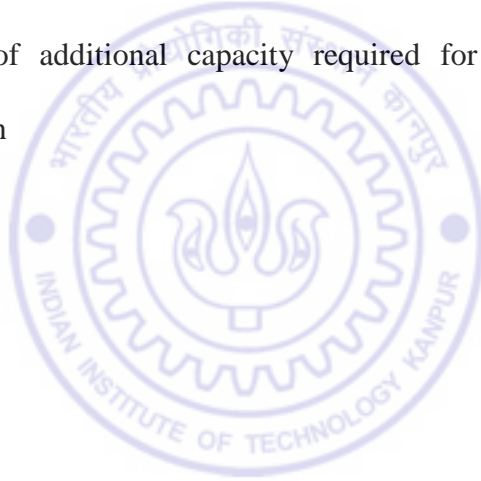 of additional capacity required for
n
भारतीय प्रौद्योगिकी संस्थान कानपुर
INDIAN INSTITUTE OF TECHNOLOGY KANPUR